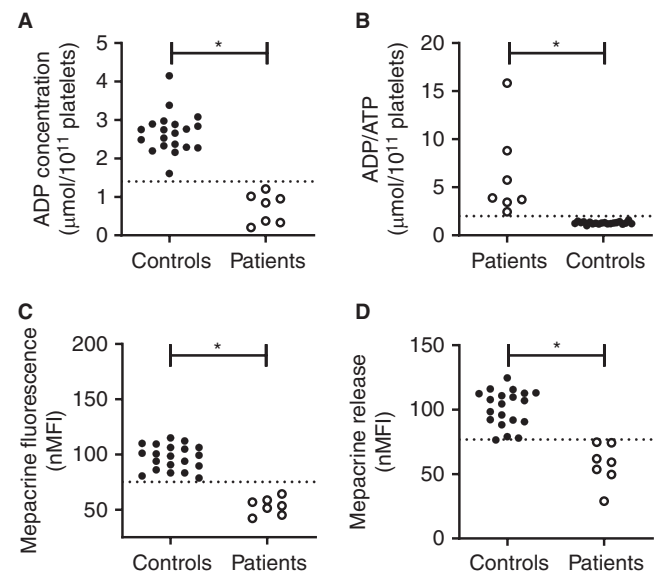 A
ADP concentration
(μmol/10¹¹ platelets)
5
4
3
2
1
0
*
Controls
Patients
B
ADP/ATP
(μmol/10¹¹ platelets)
20
15
10
5
0
*
Patients
Controls
C
Mepacrine fluorescence
(nMFI)
200
150
100
50
*
Controls
Patients
D
Mepacrine release
(nMFI)
150
100
50
0
*
Controls
Patients